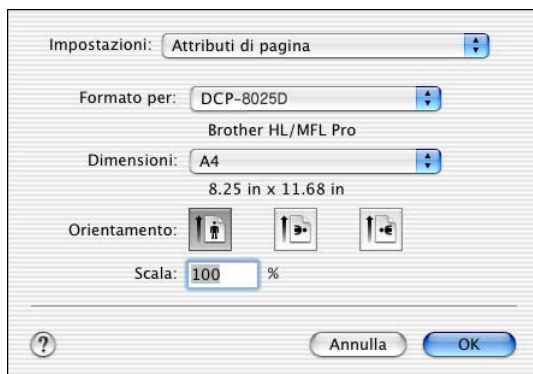 Impostazioni: Attributi di pagina
Formato per: DCP-8025D
Brother HL/MFL Pro
Dimensioni: A4
8.25 in x 11.68 in
Orientamento:
Scala: 100 %
? Annulla OK